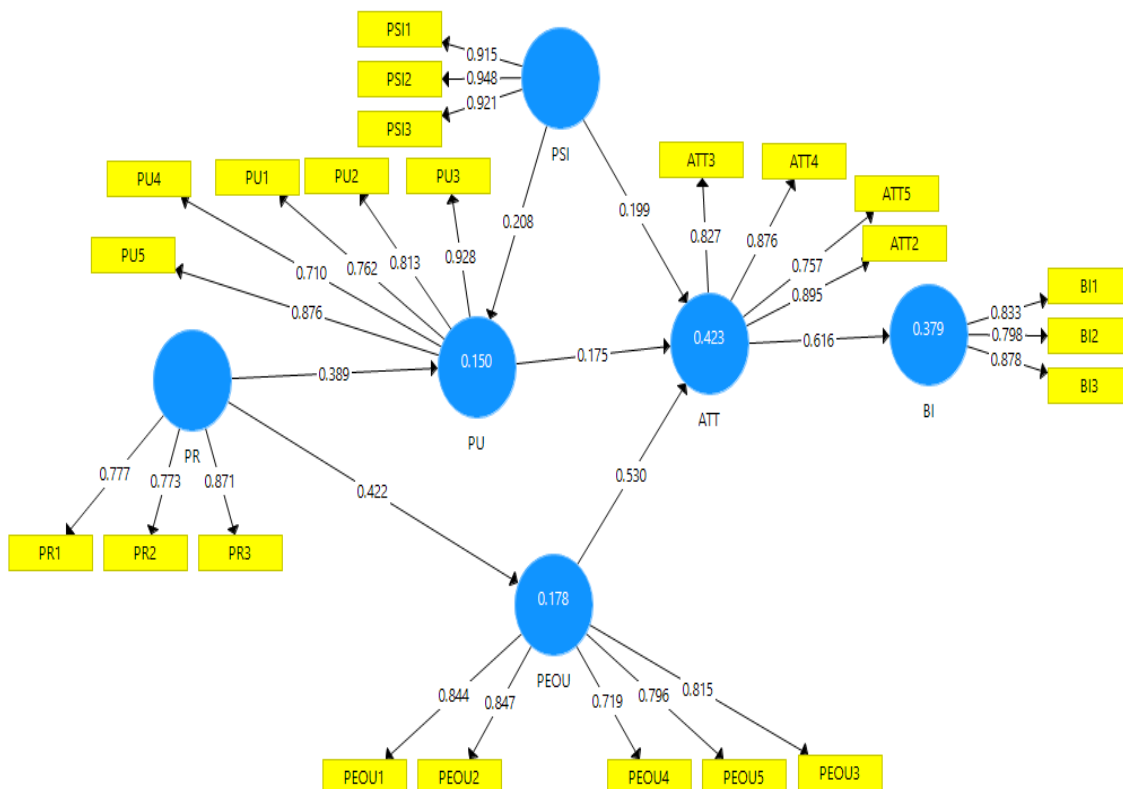 PSI1
0.915
PSI2
0.948
PSI3
0.921
PSI
PU4
PU1
PU2
PU3
PU5
0.710
0.762
0.813
0.928
0.876
0.208
0.199
ATT3
ATT4
ATT5
ATT2
0.827
0.876
0.757
0.895
BI1
BI2
BI3
0.833
0.798
0.878
0.150
PU
0.175
0.423
ATT
0.616
0.379
BI
0.389
PR
0.777
0.773
0.871
PR1
PR2
PR3
0.422
0.530
0.178
PEOU
0.844
0.847
0.719
0.796
0.815
PEOU1
PEOU2
PEOU4
PEOU5
PEOU3